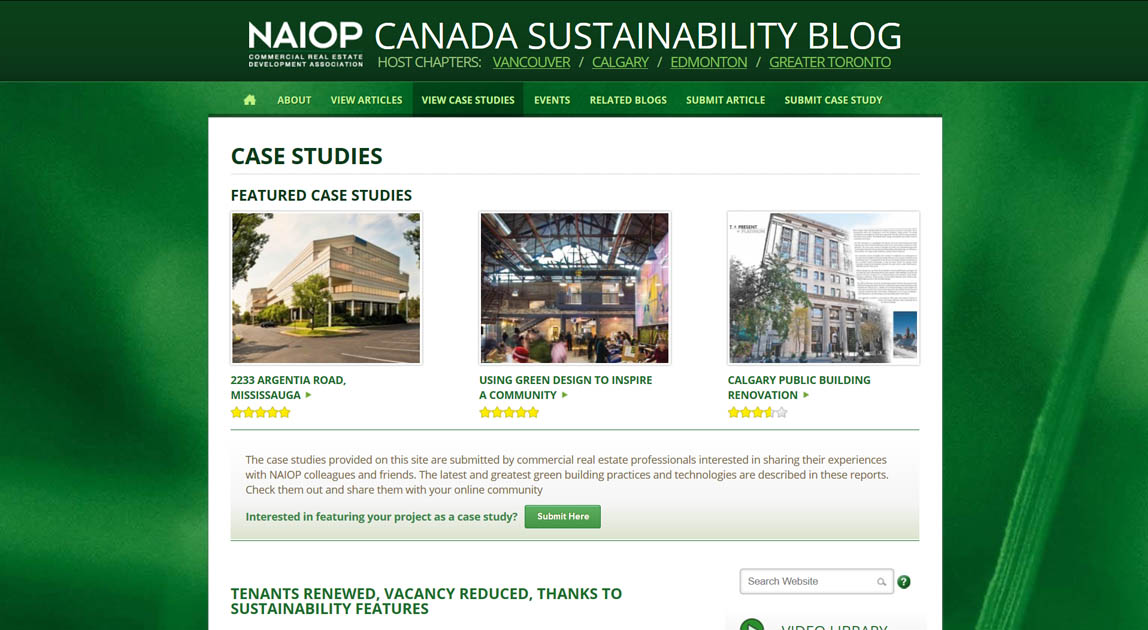 NAIOP
COMMERCIAL REAL ESTATE
DEVELOPMENT ASSOCIATION
CANADA SUSTAINABILITY BLOG
HOST CHAPTERS: VANCOUVER / CALGARY / EDMONTON / GREATER TORONTO
ABOUT VIEW ARTICLES VIEW CASE STUDIES EVENTS RELATED BLOGS SUBMIT ARTICLE SUBMIT CASE STUDY
CASE STUDIES
FEATURED CASE STUDIES
2233 ARGENTIA ROAD,
MISSISSAUGA
USING GREEN DESIGN TO INSPIRE
A COMMUNITY
PRESENT
PLATINUM
CALGARY PUBLIC BUILDING
RENOVATION
The case studies provided on this site are submitted by commercial real estate professionals interested in sharing their experiences
with NAIOP colleagues and friends. The latest and greatest green building practices and technologies are described in these reports.
Check them out and share them with your online community
Interested in featuring your project as a case study? Submit Here
Search Website ?
TENANTS RENEWED, VACANCY REDUCED, THANKS TO
SUSTAINABILITY FEATURES
VIDEO LIBRARY